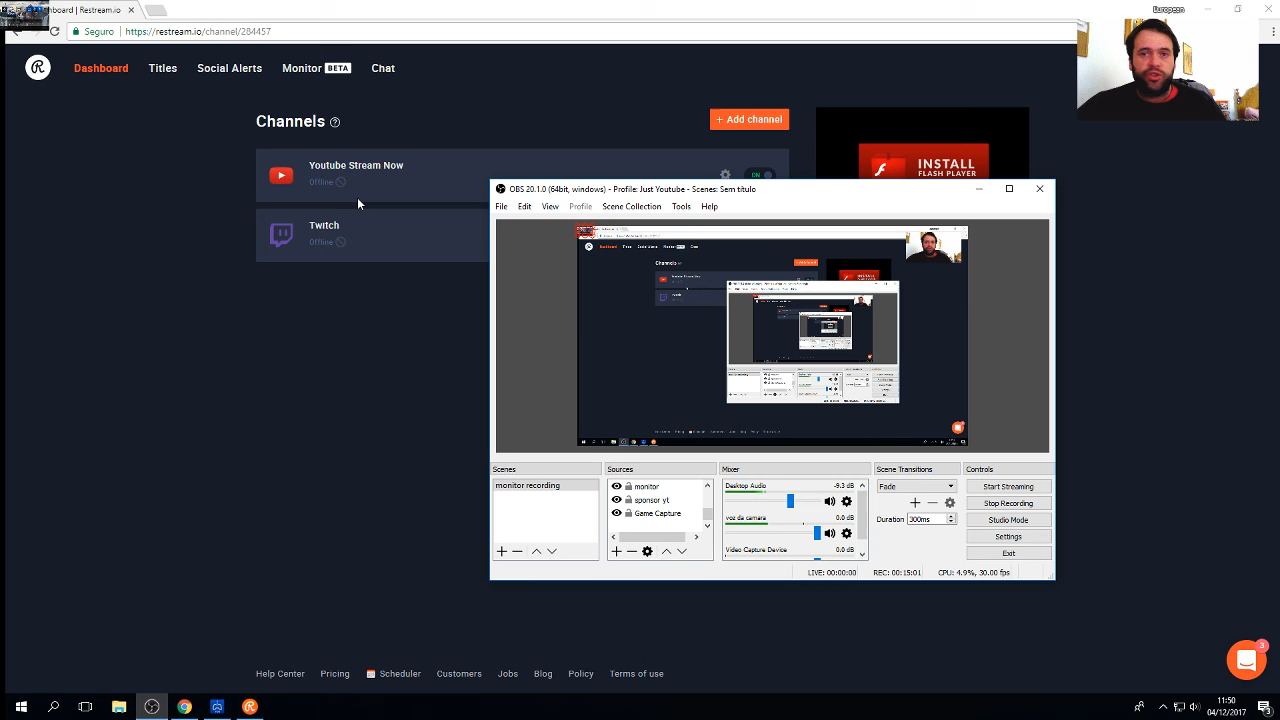 Dashboard | Restream.io
European
Seguro
https://restream.io/channel/284457
Dashboard
Titles
Social Alerts
Monitor BETA
Chat
Channels
+ Add channel
Youtube Stream Now
Offline
ON
INSTALL
FLASH PLAYER
Twitch
Offline
OBS 20.1.0 (64bit, windows) - Profile: Just Youtube - Scenes: Sem título
File Edit View Profile Scene Collection Tools Help
Scenes
Sources
Mixer
Scene Transitions
Controls
monitor recording
monitor
sponsor yt
Game Capture
Desktop Audio -9.3 dB
voz da camara 0.0 dB
Video Capture Device 0.0 dB
Fade
Duration 300ms
Start Streaming
Stop Recording
Studio Mode
Settings
Exit
LIVE: 00:00:00
REC: 00:15:01
CPU: 4.9%, 30.00 fps
Help Center
Pricing
Scheduler
Customers
Jobs
Blog
Policy
Terms of use
3
11:50
04/12/2017
3